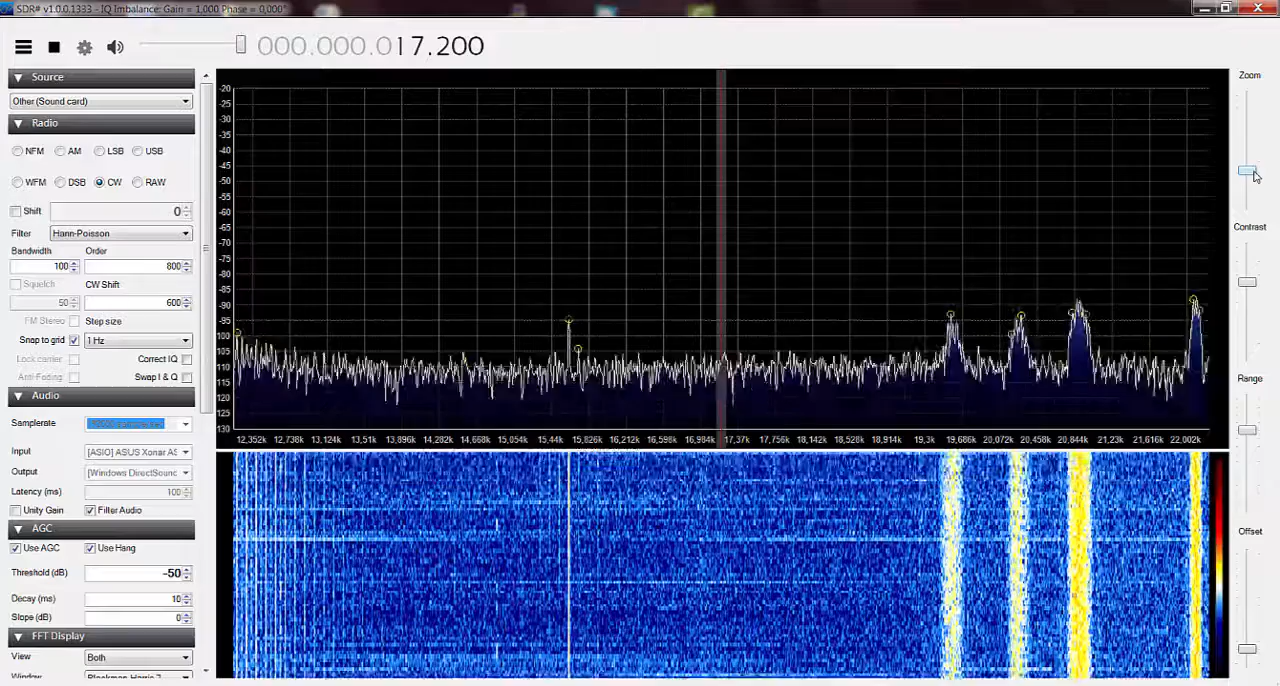 SDR# v1.0.0.1333 - IQ Imbalance: Gain = 1,000 Phase = 0,000°
000.000.017.200
Source
Other (Sound card)
Radio
NFM AM LSB USB
WFM DSB CW RAW
Shift 0
Filter Hann-Poisson
Bandwidth Order
100 800
Squelch CW Shift
50 600
FM Stereo Step size
Snap to grid 1 Hz
Lock carrier Correct IQ
Anti-Fading Swap I & Q
Audio
Samplerate
Input [ASIO] ASUS Xonar AS
Output [Windows DirectSound
Latency (ms) 100
Unity Gain Filter Audio
AGC
Use AGC Use Hang
Threshold (dB) -50
Decay (ms) 10
Slope (dB) 0
FFT Display
View Both
Window Blackman-Harris 7
-20
-25
-30
-35
-40
-45
-50
-55
-60
-65
-70
-75
-80
-85
-90
-95
100
105
110
115
120
125
130
12,352k 12,738k 13,124k 13,51k 13,896k 14,282k 14,668k 15,054k 15,44k 15,826k 16,212k 16,598k 16,984k 17,37k 17,756k 18,142k 18,528k 18,914k 19,3k 19,686k 20,072k 20,458k 20,844k 21,23k 21,616k 22,002k
Zoom
Contrast
Range
Offset